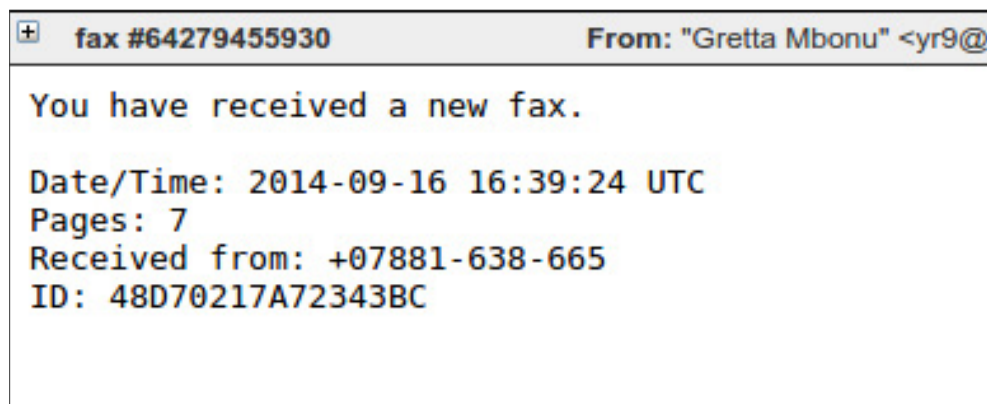 fax #64279455930 From: "Gretta Mbonu" <yr9@
You have received a new fax.
Date/Time: 2014-09-16 16:39:24 UTC
Pages: 7
Received from: +07881-638-665
ID: 48D70217A72343BC